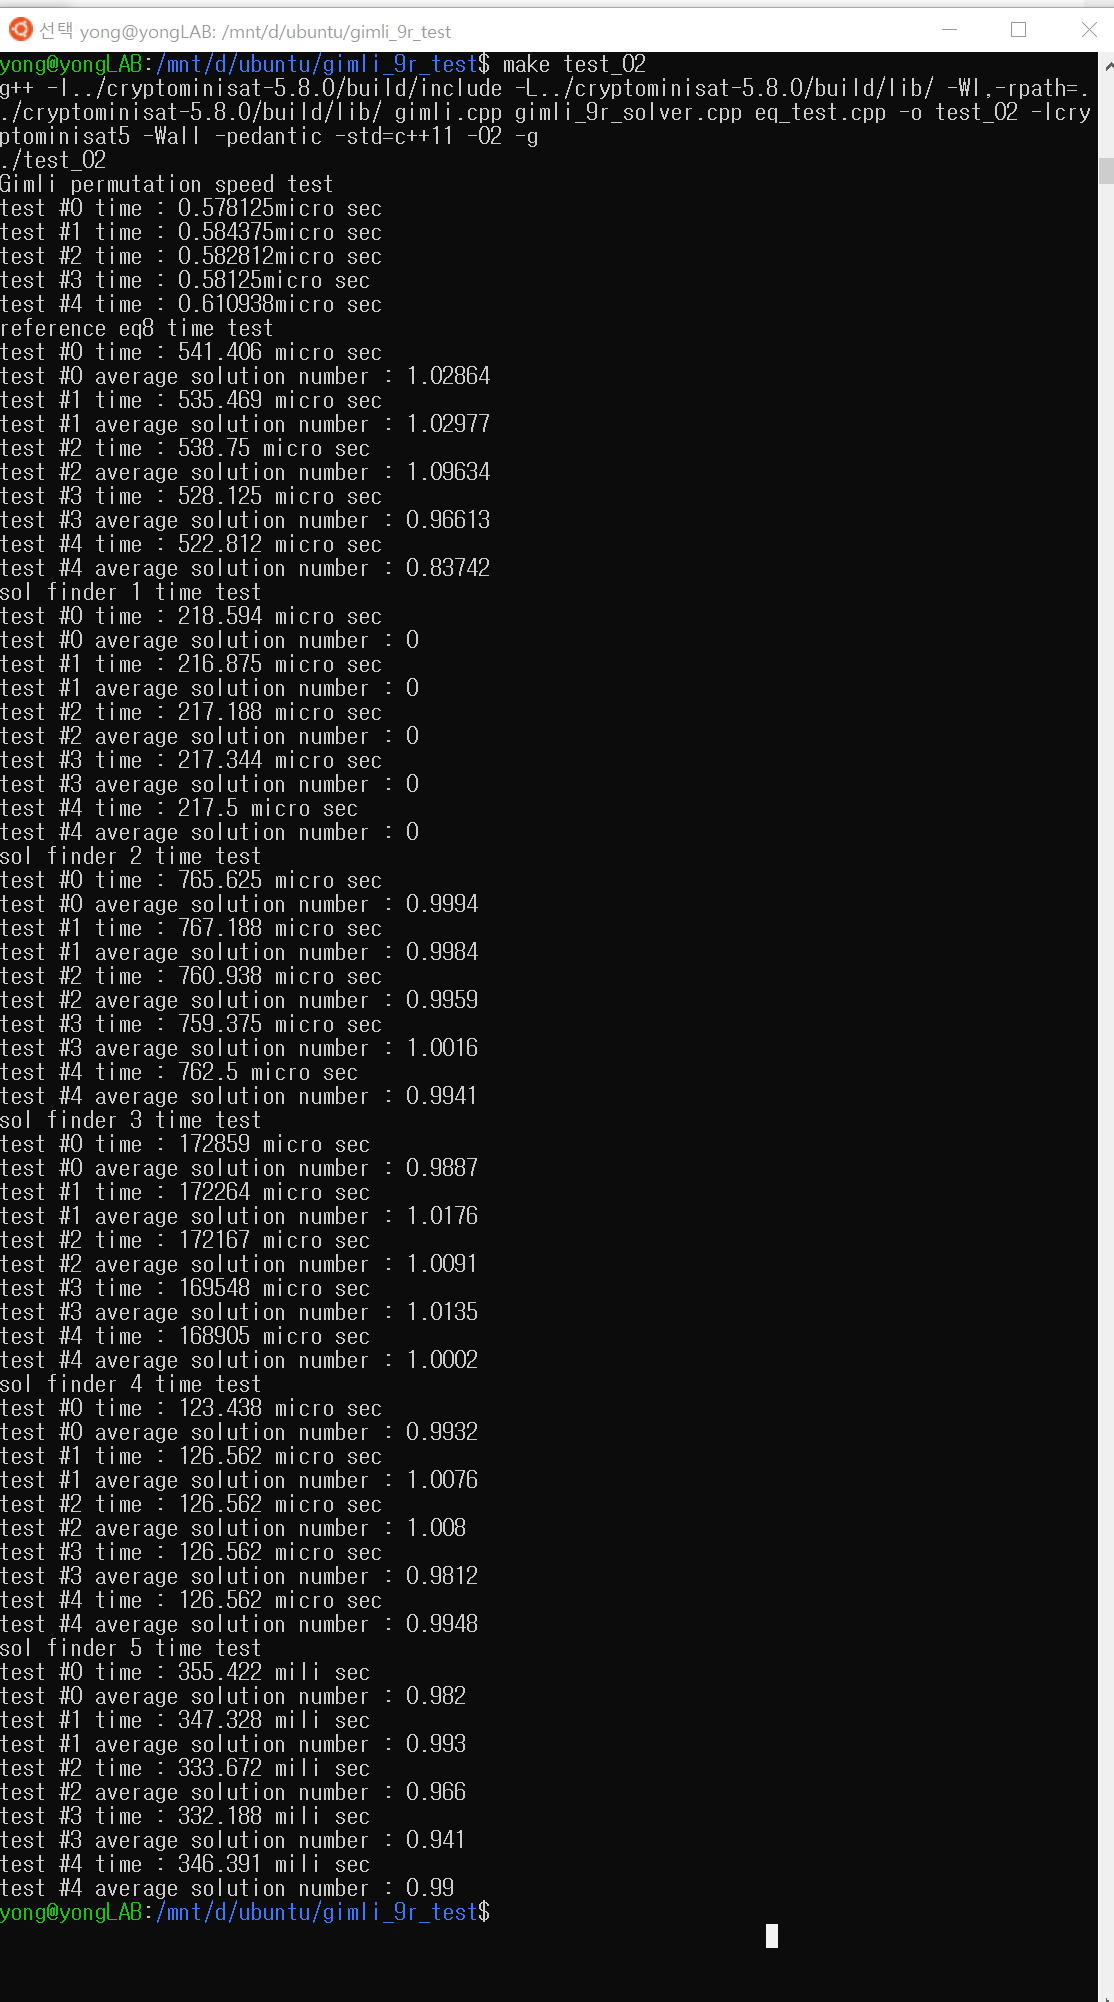 선택 yong@yongLAB: /mnt/d/ubuntu/gimli_9r_test
yong@yongLAB:/mnt/d/ubuntu/gimli_9r_test$ make test_O2
g++ -I../cryptominisat-5.8.0/build/include -L../cryptominisat-5.8.0/build/lib/ -Wl,-rpath=.
./cryptominisat-5.8.0/build/lib/ gimli.cpp gimli_9r_solver.cpp eq_test.cpp -o test_O2 -lcry
ptominisat5 -Wall -pedantic -std=c++11 -O2 -g
./test_O2
Gimli permutation speed test
test #0 time : 0.578125micro sec
test #1 time : 0.584375micro sec
test #2 time : 0.582812micro sec
test #3 time : 0.58125micro sec
test #4 time : 0.610938micro sec
reference eq8 time test
test #0 time : 541.406 micro sec
test #0 average solution number : 1.02864
test #1 time : 535.469 micro sec
test #1 average solution number : 1.02977
test #2 time : 538.75 micro sec
test #2 average solution number : 1.09634
test #3 time : 528.125 micro sec
test #3 average solution number : 0.96613
test #4 time : 522.812 micro sec
test #4 average solution number : 0.83742
sol finder 1 time test
test #0 time : 218.594 micro sec
test #0 average solution number : 0
test #1 time : 216.875 micro sec
test #1 average solution number : 0
test #2 time : 217.188 micro sec
test #2 average solution number : 0
test #3 time : 217.344 micro sec
test #3 average solution number : 0
test #4 time : 217.5 micro sec
test #4 average solution number : 0
sol finder 2 time test
test #0 time : 765.625 micro sec
test #0 average solution number : 0.9994
test #1 time : 767.188 micro sec
test #1 average solution number : 0.9984
test #2 time : 760.938 micro sec
test #2 average solution number : 0.9959
test #3 time : 759.375 micro sec
test #3 average solution number : 1.0016
test #4 time : 762.5 micro sec
test #4 average solution number : 0.9941
sol finder 3 time test
test #0 time : 172859 micro sec
test #0 average solution number : 0.9887
test #1 time : 172264 micro sec
test #1 average solution number : 1.0176
test #2 time : 172167 micro sec
test #2 average solution number : 1.0091
test #3 time : 169548 micro sec
test #3 average solution number : 1.0135
test #4 time : 168905 micro sec
test #4 average solution number : 1.0002
sol finder 4 time test
test #0 time : 123.438 micro sec
test #0 average solution number : 0.9932
test #1 time : 126.562 micro sec
test #1 average solution number : 1.0076
test #2 time : 126.562 micro sec
test #2 average solution number : 1.008
test #3 time : 126.562 micro sec
test #3 average solution number : 0.9812
test #4 time : 126.562 micro sec
test #4 average solution number : 0.9948
sol finder 5 time test
test #0 time : 355.422 mili sec
test #0 average solution number : 0.982
test #1 time : 347.328 mili sec
test #1 average solution number : 0.993
test #2 time : 333.672 mili sec
test #2 average solution number : 0.966
test #3 time : 332.188 mili sec
test #3 average solution number : 0.941
test #4 time : 346.391 mili sec
test #4 average solution number : 0.99
yong@yongLAB:/mnt/d/ubuntu/gimli_9r_test$